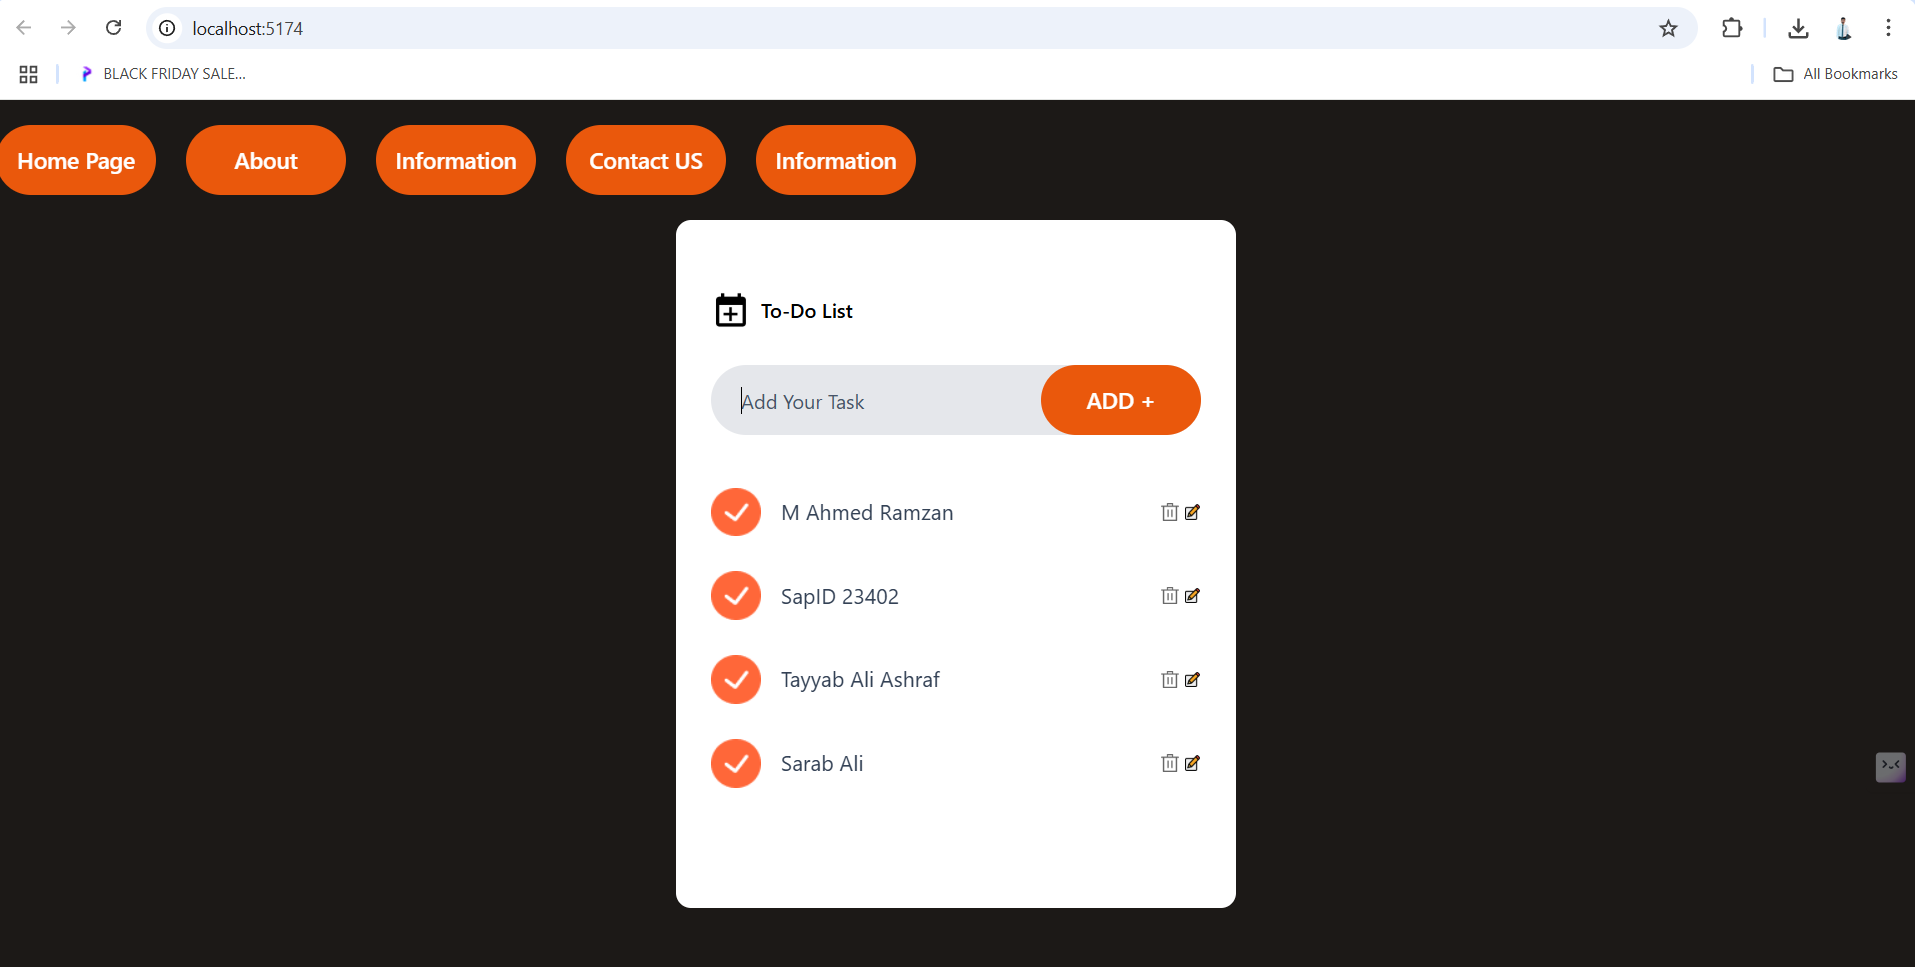 localhost:5174
BLACK FRIDAY SALE...
All Bookmarks
Home Page
About
Information
Contact US
Information
To-Do List
Add Your Task
ADD +
M Ahmed Ramzan
SapID 23402
Tayyab Ali Ashraf
Sarab Ali